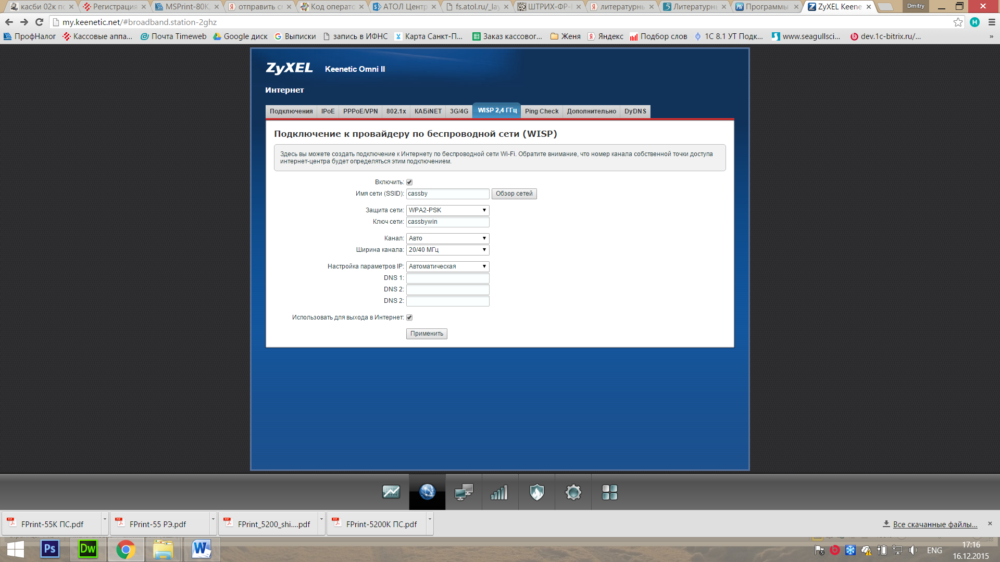 касби 02к по
Регистрация
MSPrint-80K
отправить с
Код операто
АТОЛ Центр
fs.atol.ru/_lay
ШТРИХ-ФР-
литературн
Литературн
Программы
ZyXEL Keene
Dmitry
my.keenetic.net/#broadband.station-2ghz
H
ПрофНалог
Кассовые аппа...
Почта Timeweb
Google диск
Выписки
запись в ИФНС
Карта Санкт-П...
Заказ кассовог...
Женя
Яндекс
Подбор слов
1С 8.1 УТ Подк...
www.seagullsci...
dev.1c-bitrix.ru/...
»
ZyXEL Keenetic Omni II
Интернет
Подключения IPoE PPPoE/VPN 802.1x КАБiNET 3G/4G WISP 2,4 ГГц Ping Check Дополнительно DyDNS
Подключение к провайдеру по беспроводной сети (WISP)
Здесь вы можете создать подключение к Интернету по беспроводной сети Wi-Fi. Обратите внимание, что номер канала собственной точки доступа
интернет-центра будет определяться этим подключением.
Включить:
Имя сети (SSID): cassby Обзор сетей
Защита сети: WPA2-PSK
Ключ сети: cassbywin
Канал: Авто
Ширина канала: 20/40 МГц
Настройка параметров IP: Автоматическая
DNS 1:
DNS 2:
DNS 2:
Использовать для выхода в Интернет:
Применить
FPrint-55K ПС.pdf
FPrint-55 РЭ.pdf
FPrint_5200_shi....pdf
FPrint-5200K ПС.pdf
Все скачанные файлы...
Ps
Dw
W
ENG
17:16
16.12.2015